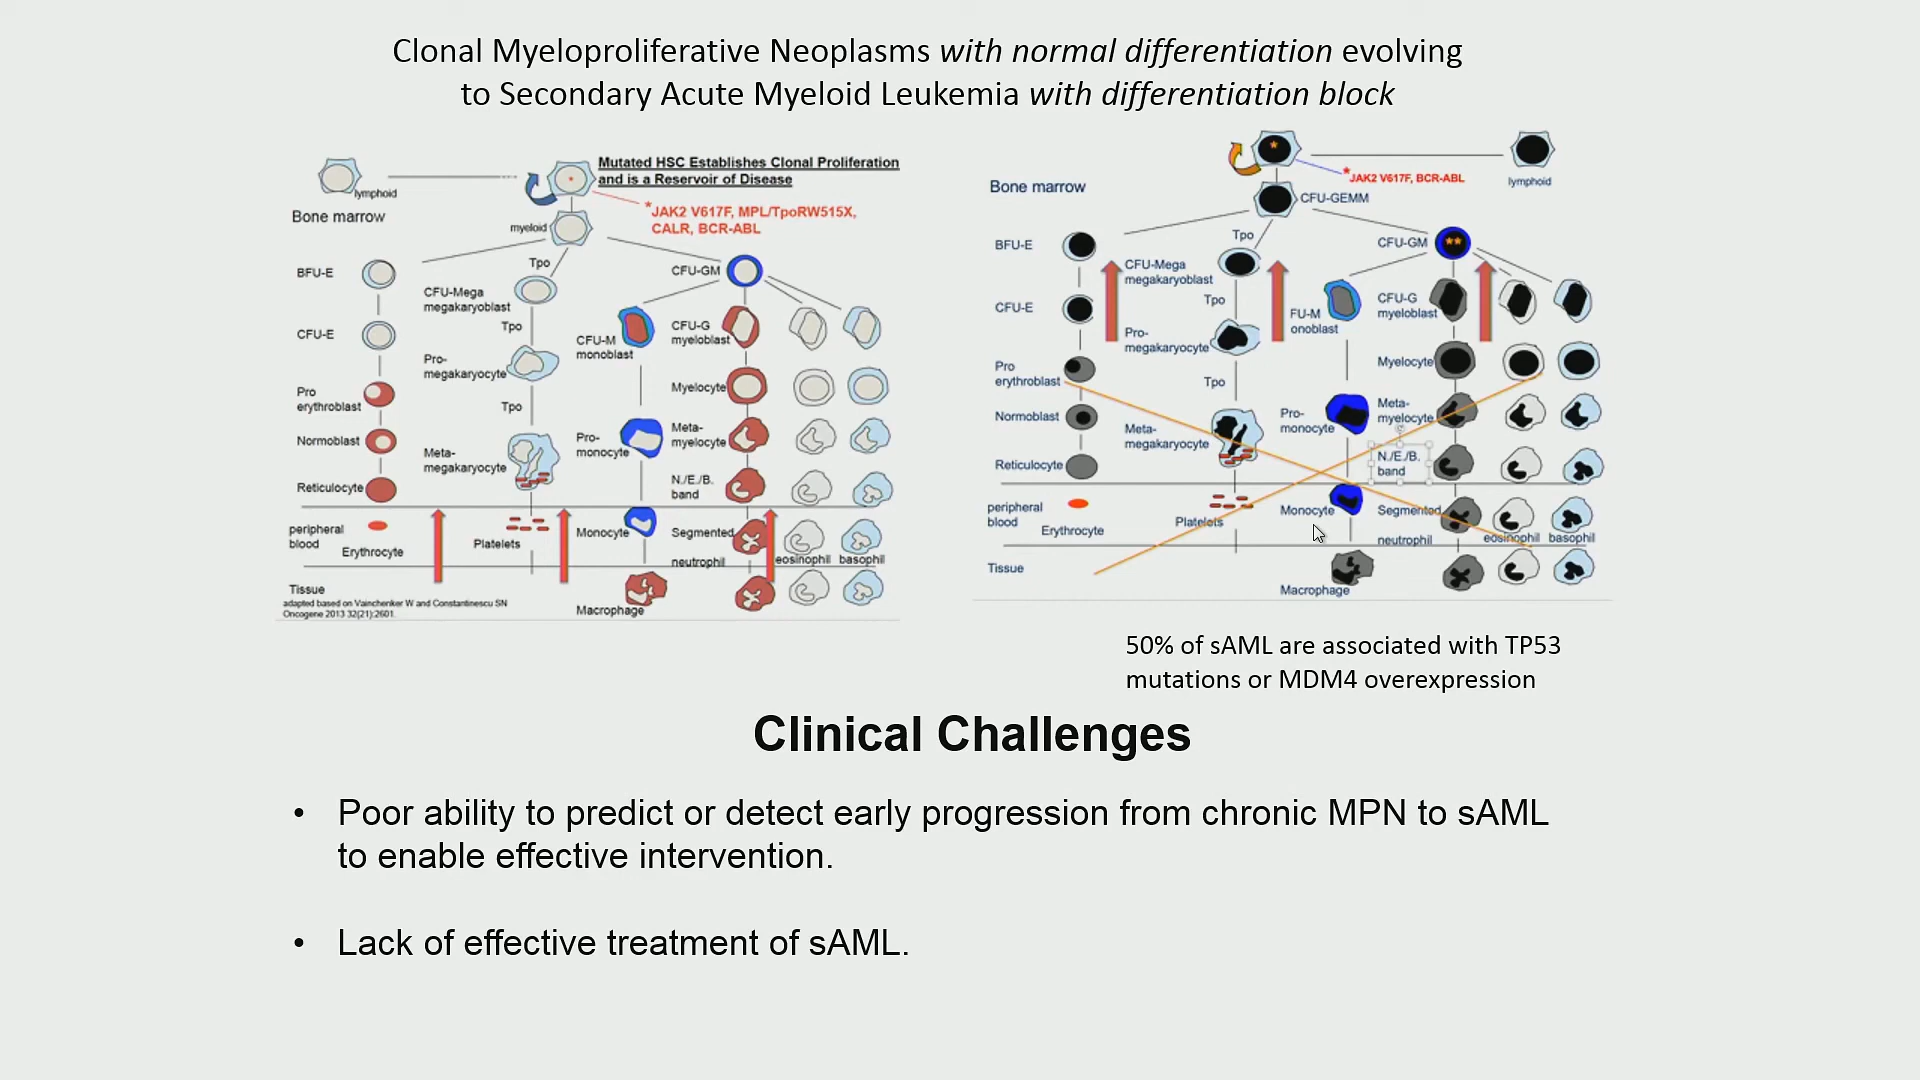 Clonal Myeloproliferative Neoplasms with normal differentiation evolving
to Secondary Acute Myeloid Leukemia with differentiation block
Mutated HSC Establishes Clonal Proliferation
and is a Reservoir of Disease
lymphoid
*JAK2 V617F, MPL/TpoRW515X,
CALR, BCR-ABL
Bone marrow
myeloid
BFU-E
Tpo
CFU-GM
CFU-Mega
megakaryoblast
CFU-E
Tpo
CFU-M
monoblast
CFU-G
myeloblast
Pro-
megakaryocyte
Pro
erythroblast
Tpo
Myelocyte
Normoblast
Meta-
megakaryocyte
Pro-
monocyte
Meta-
myelocyte
Reticulocyte
N./E./B.
band
peripheral
blood
Erythrocyte
Platelets
Monocyte
Segmented
neutrophil
eosinophil
basophil
Tissue
Macrophage
adapted based on Vainchenker W and Constantinescu SN
Oncogene 2013 32(21):2601.
*
*JAK2 V617F, BCR-ABL
lymphoid
Bone marrow
CFU-GEMM
BFU-E
Tpo
CFU-GM
**
CFU-Mega
megakaryoblast
CFU-E
Tpo
FU-M
onoblast
CFU-G
myeloblast
Pro-
megakaryocyte
Pro
erythroblast
Tpo
Myelocyte
Normoblast
Meta-
megakaryocyte
Pro-
monocyte
Meta-
myelocyte
Reticulocyte
N./E./B.
band
peripheral
blood
Erythrocyte
Platelets
Monocyte
Segmented
neutrophil
eosinophil
basophil
Tissue
Macrophage
50% of sAML are associated with TP53
mutations or MDM4 overexpression
Clinical Challenges
• Poor ability to predict or detect early progression from chronic MPN to sAML
to enable effective intervention.
• Lack of effective treatment of sAML.